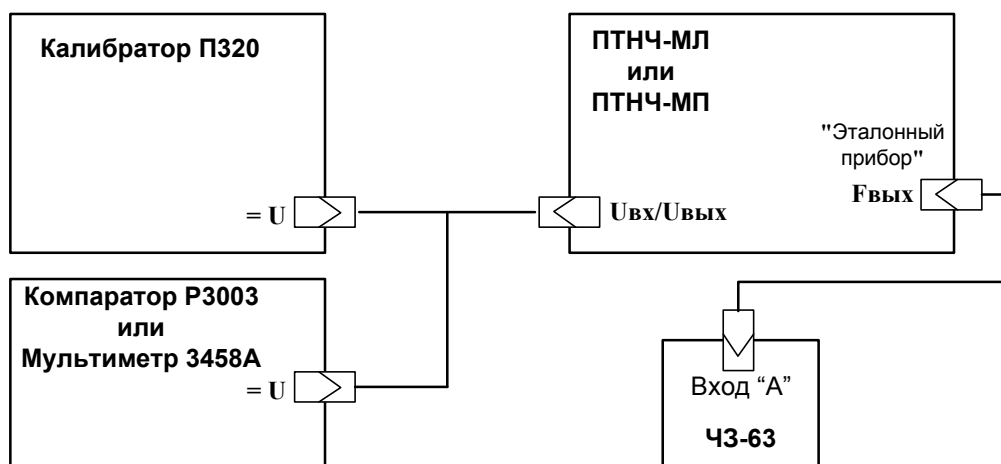 Калибратор П320
= U
ПТНЧ-МЛ
или
ПТНЧ-МП
"Эталонный
прибор"
Fвых
Uвх/Uвых
Компаратор Р3003
или
Мультиметр 3458А
= U
Вход “А”
ЧЗ-63